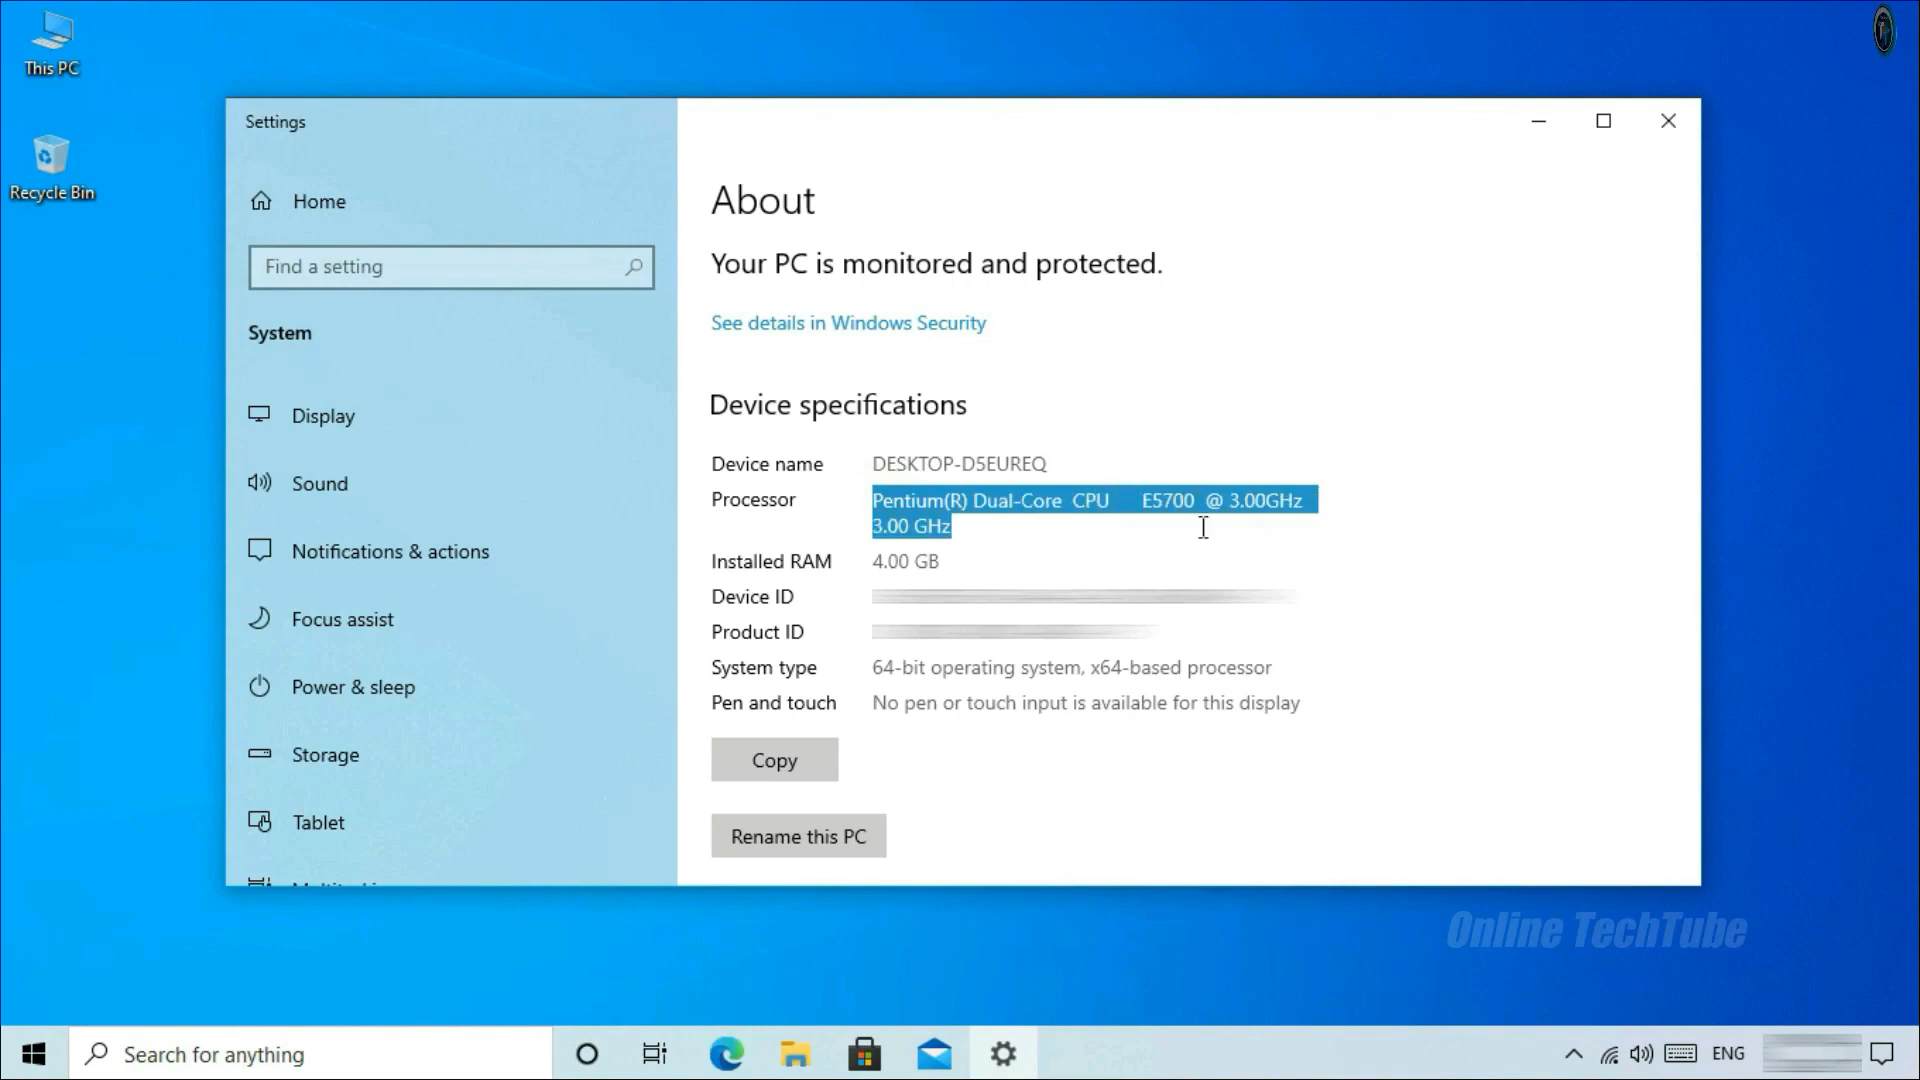 This PC
Recycle Bin
Settings
Home
Find a setting
System
Display
Sound
Notifications & actions
Focus assist
Power & sleep
Storage
Tablet
About
Your PC is monitored and protected.
See details in Windows Security
Device specifications
Device name DESKTOP-D5EUREQ
Processor Pentium(R) Dual-Core CPU E5700 @ 3.00GHz
3.00 GHz
Installed RAM 4.00 GB
Device ID
Product ID
System type 64-bit operating system, x64-based processor
Pen and touch No pen or touch input is available for this display
Copy
Rename this PC
Online TechTube
Search for anything
ENG